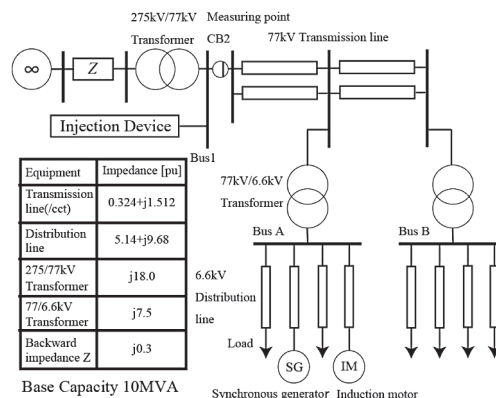 275kV/77kV
Transformer
Measuring point
CB2
77kV Transmission line
∞
Z
Injection Device
Bus1
Equipment Impedance [pu]
Transmission
line(/cct) 0.324+j1.512
Distribution
line 5.14+j9.68
275/77kV
Transformer j18.0
77/6.6kV
Transformer j7.5
Backward
impedance Z j0.3
Base Capacity 10MVA
77kV/6.6kV
Transformer
Bus A
Bus B
6.6kV
Distribution
line
Load
SG
IM
Synchronous generator Induction motor